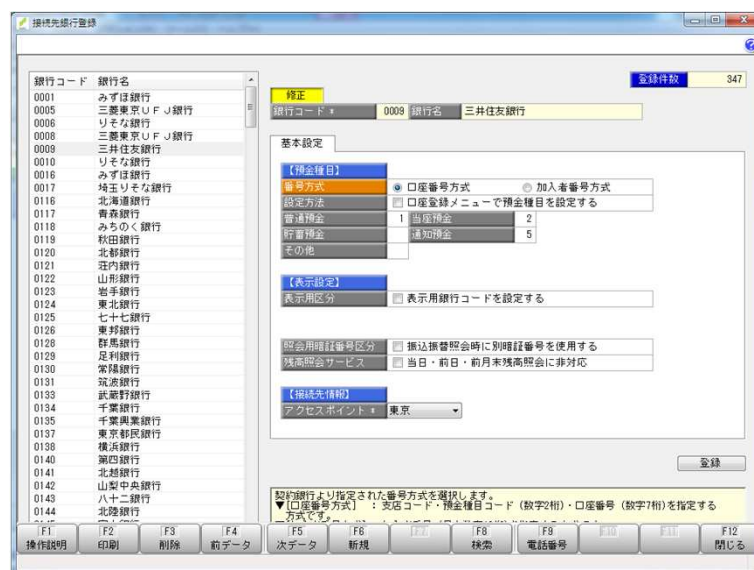 接続先銀行登録
登録件数 347
銀行コード 銀行名
0001 みずほ銀行
0005 三菱東京UFJ銀行
0006 りそな銀行
0008 三菱東京UFJ銀行
0009 三井住友銀行
0010 りそな銀行
0016 みずほ銀行
0017 埼玉りそな銀行
0116 北海道銀行
0117 青森銀行
0118 みちのく銀行
0119 秋田銀行
0120 北都銀行
0121 荘内銀行
0122 山形銀行
0123 岩手銀行
0124 東北銀行
0125 七十七銀行
0126 東邦銀行
0128 群馬銀行
0129 足利銀行
0130 常陽銀行
0131 筑波銀行
0133 武蔵野銀行
0134 千葉銀行
0135 千葉興業銀行
0137 東京都民銀行
0138 横浜銀行
0140 第四銀行
0141 北越銀行
0142 山梨中央銀行
0143 八十二銀行
0144 北陸銀行
修正
銀行コード * 0009 銀行名 三井住友銀行
基本設定
【預金種目】
番号方式 口座番号方式 加入者番号方式
設定方法 口座登録メニューで預金種目を設定する
普通預金 1 当座預金 2
貯蓄預金 通知預金 5
その他
【表示設定】
表示用区分 表示用銀行コードを設定する
照会用暗証番号区分 振込振替照会時に別暗証番号を使用する
残高照会サービス 当日・前日・前月末残高照会に非対応
【接続先情報】
アクセスポイント * 東京
登録
契約銀行より指定された番号方式を選択します。
▼[口座番号方式] :支店コード・預金種目コード(数字2桁)・口座番号(数字7桁)を指定する
方式です。
F1 F2 F3 F4 F5 F6 F7 F8 F9 F10 F11 F12
操作説明 印刷 削除 前データ 次データ 新規 検索 電話番号 閉じる